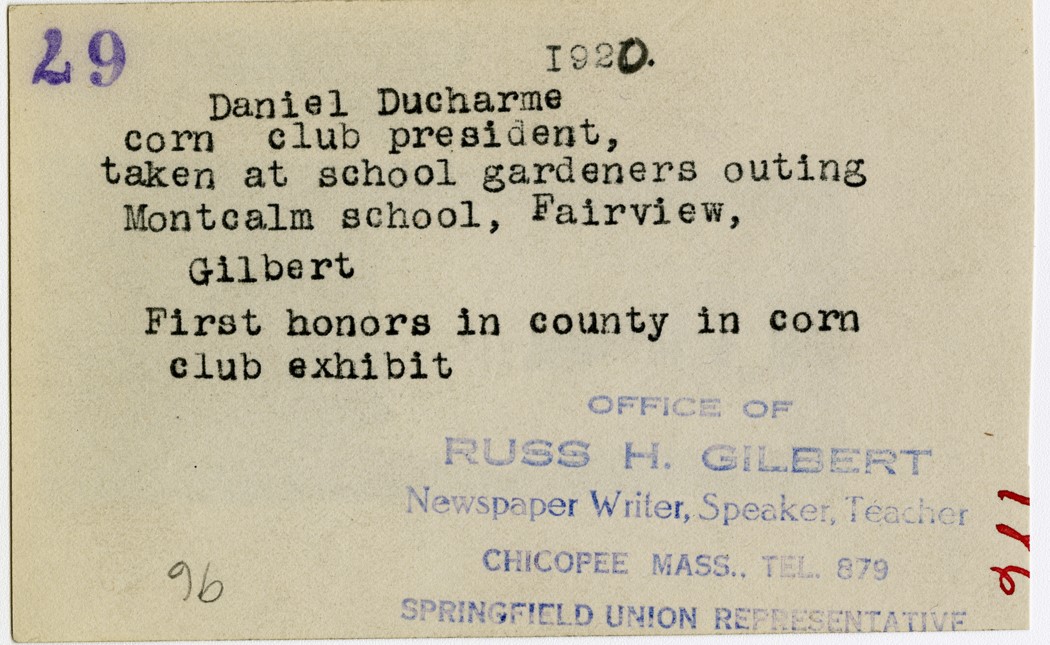 29
1920.
Daniel Ducharme
corn club president,
taken at school gardeners outing
Montcalm school, Fairview,
Gilbert
First honors in county in corn
club exhibit
OFFICE OF
RUSS H. GILBERT
Newspaper Writer, Speaker, Teacher
CHICOPEE MASS.. TEL. 879
SPRINGFIELD UNION REPRESENTATIVE
96